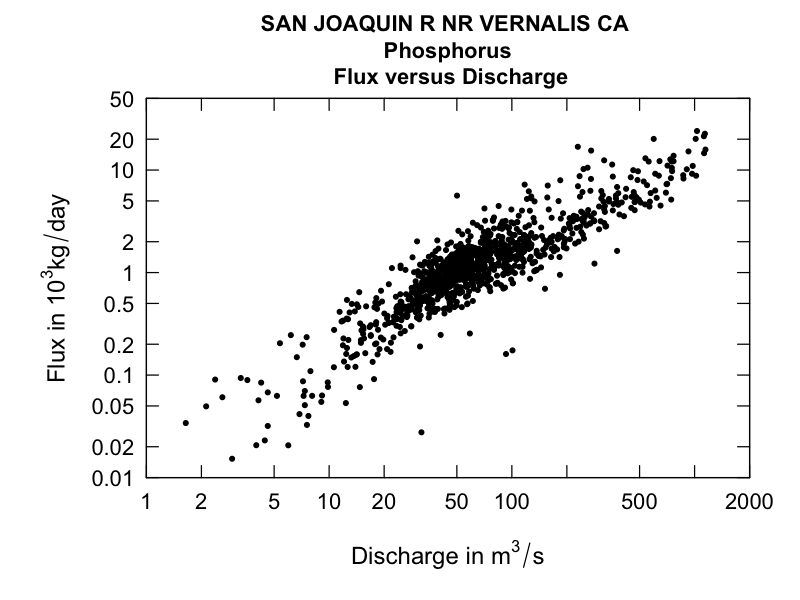 SAN JOAQUIN R NR VERNALIS CA
Phosphorus
Flux versus Discharge
50
20
10
5
2
1
0.5
0.2
0.1
0.05
0.02
0.01
Flux in 10³kg/day
1 2 5 10 20 50 100 500 2000
Discharge in m³/s